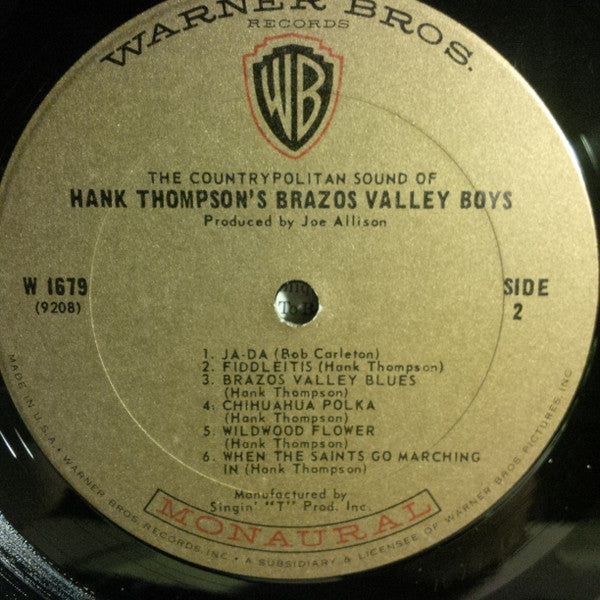 WARNER BROS.
RECORDS
WB
THE COUNTRYPOLITAN SOUND OF
HANK THOMPSON'S BRAZOS VALLEY BOYS
Produced by Joe Allison
W 1679
(9208)
SIDE
2
1. JA-DA (Bob Carleton)
2. FIDDLEITIS (Hank Thompson)
3. BRAZOS VALLEY BLUES
(Hank Thompson)
4. CHIHUAHUA POLKA
(Hank Thompson)
5. WILDWOOD FLOWER
(Hank Thompson)
6. WHEN THE SAINTS GO MARCHING
IN (Hank Thompson)
Manufactured by
Singin' "T" Prod. Inc.
MONAURAL
MADE IN U.S.A. • WARNER BROS. RECORDS INC. • A SUBSIDIARY & LICENSEE OF WARNER BROS. PICTURES, INC.